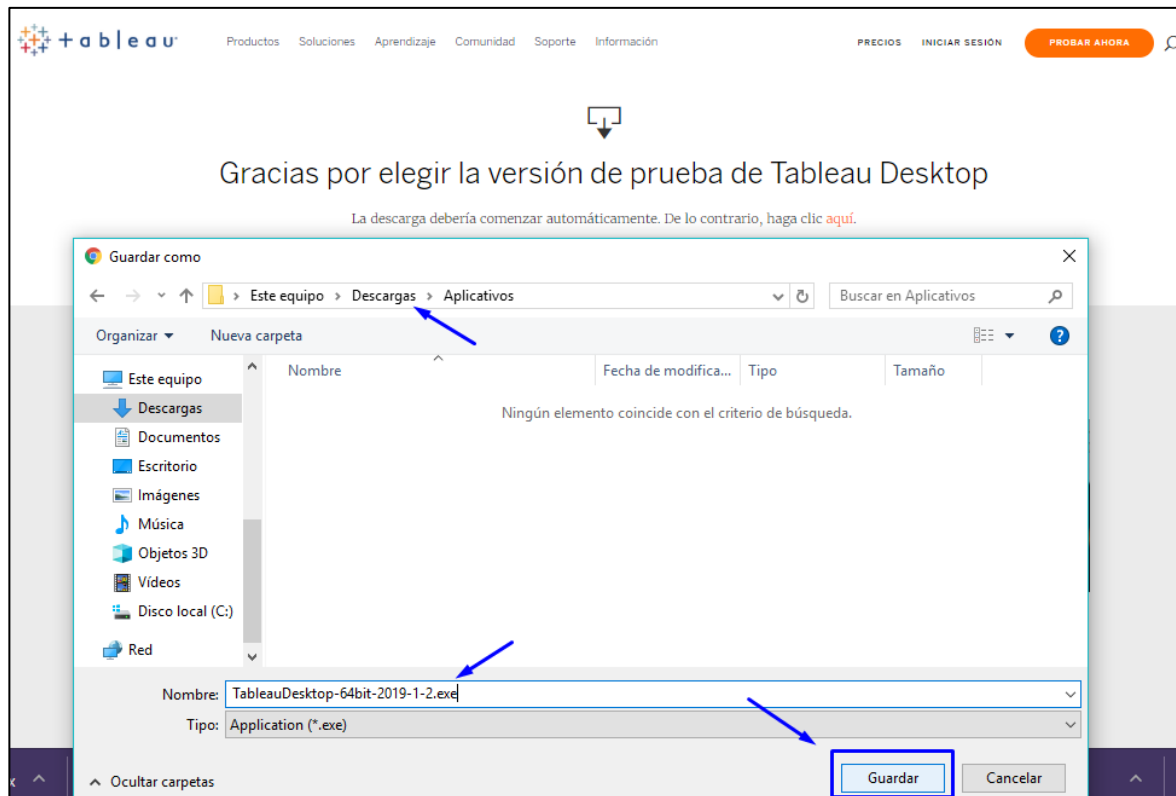 + a b | e a u
Productos Soluciones Aprendizaje Comunidad Soporte Información PRECIOS INICIAR SESIÓN PROBAR AHORA
Gracias por elegir la versión de prueba de Tableau Desktop
La descarga debería comenzar automáticamente. De lo contrario, haga clic aquí.
Guardar como
Este equipo > Descargas > Aplicativos Buscar en Aplicativos
Organizar Nueva carpeta
Nombre Fecha de modifica... Tipo Tamaño
Ningún elemento coincide con el criterio de búsqueda.
Este equipo
Descargas
Documentos
Escritorio
Imágenes
Música
Objetos 3D
Vídeos
Disco local (C:)
Red
Nombre: TableauDesktop-64bit-2019-1-2.exe
Tipo: Application (*.exe)
Ocultar carpetas Guardar Cancelar